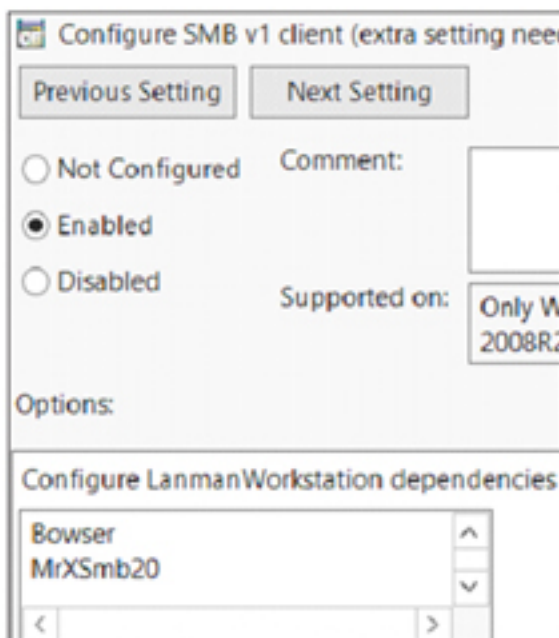 Configure SMB v1 client (extra setting nee
Previous Setting
Next Setting
Not Configured
Comment:
Enabled
Disabled
Supported on:
Only W
2008R2
Options:
Configure LanmanWorkstation dependencies
Bowser
MrXSmb20